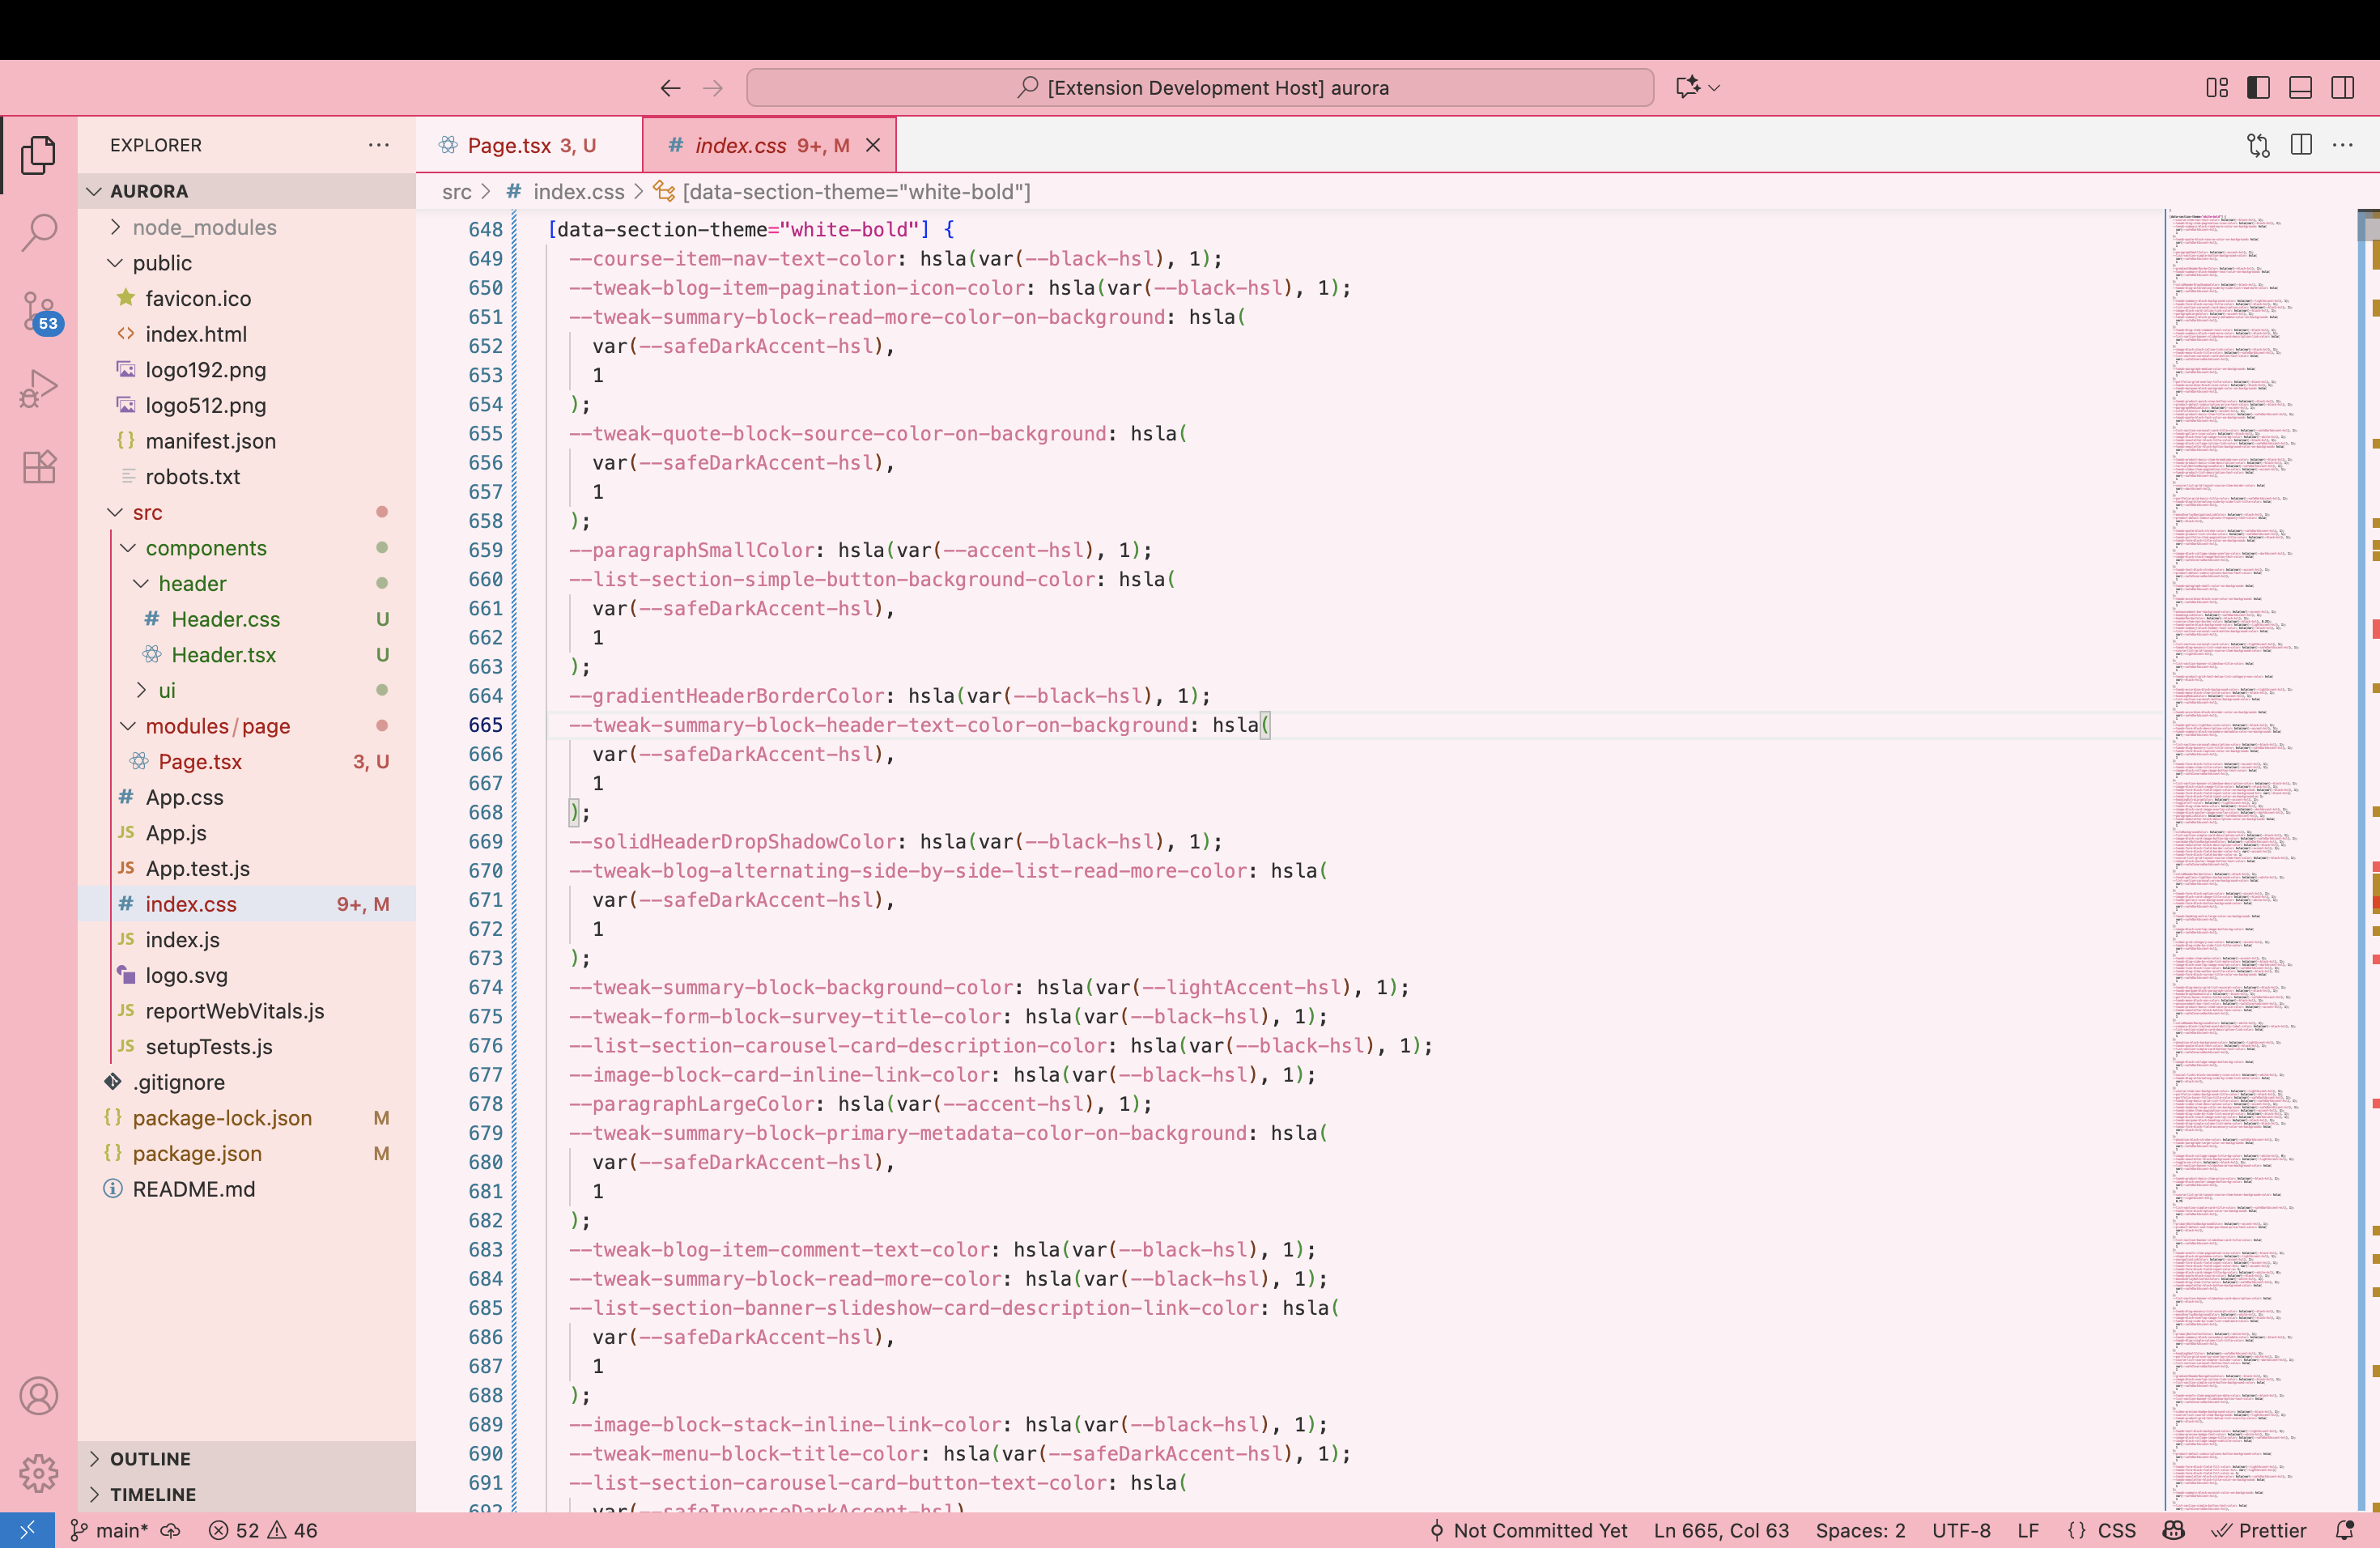 [Extension Development Host] aurora
EXPLORER
AURORA
node_modules
public
favicon.ico
<> index.html
logo192.png
logo512.png
{} manifest.json
robots.txt
src
components
header
# Header.css U
Header.tsx U
ui
modules/page
Page.tsx 3, U
# App.css
JS App.js
JS App.test.js
# index.css 9+, M
JS index.js
logo.svg
JS reportWebVitals.js
JS setupTests.js
.gitignore
{} package-lock.json M
{} package.json M
README.md
OUTLINE
TIMELINE
53
Page.tsx 3, U
# index.css 9+, M
src > # index.css > [data-section-theme="white-bold"]
648 [data-section-theme="white-bold"] {
649 --course-item-nav-text-color: hsla(var(--black-hsl), 1);
650 --tweak-blog-item-pagination-icon-color: hsla(var(--black-hsl), 1);
651 --tweak-summary-block-read-more-color-on-background: hsla(
652 var(--safeDarkAccent-hsl),
653 1
654 );
655 --tweak-quote-block-source-color-on-background: hsla(
656 var(--safeDarkAccent-hsl),
657 1
658 );
659 --paragraphSmallColor: hsla(var(--accent-hsl), 1);
660 --list-section-simple-button-background-color: hsla(
661 var(--safeDarkAccent-hsl),
662 1
663 );
664 --gradientHeaderBorderColor: hsla(var(--black-hsl), 1);
665 --tweak-summary-block-header-text-color-on-background: hsla(
666 var(--safeDarkAccent-hsl),
667 1
668 );
669 --solidHeaderDropShadowColor: hsla(var(--black-hsl), 1);
670 --tweak-blog-alternating-side-by-side-list-read-more-color: hsla(
671 var(--safeDarkAccent-hsl),
672 1
673 );
674 --tweak-summary-block-background-color: hsla(var(--lightAccent-hsl), 1);
675 --tweak-form-block-survey-title-color: hsla(var(--black-hsl), 1);
676 --list-section-carousel-card-description-color: hsla(var(--black-hsl), 1);
677 --image-block-card-inline-link-color: hsla(var(--black-hsl), 1);
678 --paragraphLargeColor: hsla(var(--accent-hsl), 1);
679 --tweak-summary-block-primary-metadata-color-on-background: hsla(
680 var(--safeDarkAccent-hsl),
681 1
682 );
683 --tweak-blog-item-comment-text-color: hsla(var(--black-hsl), 1);
684 --tweak-summary-block-read-more-color: hsla(var(--black-hsl), 1);
685 --list-section-banner-slideshow-card-description-link-color: hsla(
686 var(--safeDarkAccent-hsl),
687 1
688 );
689 --image-block-stack-inline-link-color: hsla(var(--black-hsl), 1);
690 --tweak-menu-block-title-color: hsla(var(--safeDarkAccent-hsl), 1);
691 --list-section-carousel-card-button-text-color: hsla(
692 var(--safeInverseDarkAccent-hsl)
main* 52 46
Not Committed Yet Ln 665, Col 63 Spaces: 2 UTF-8 LF {} CSS Prettier